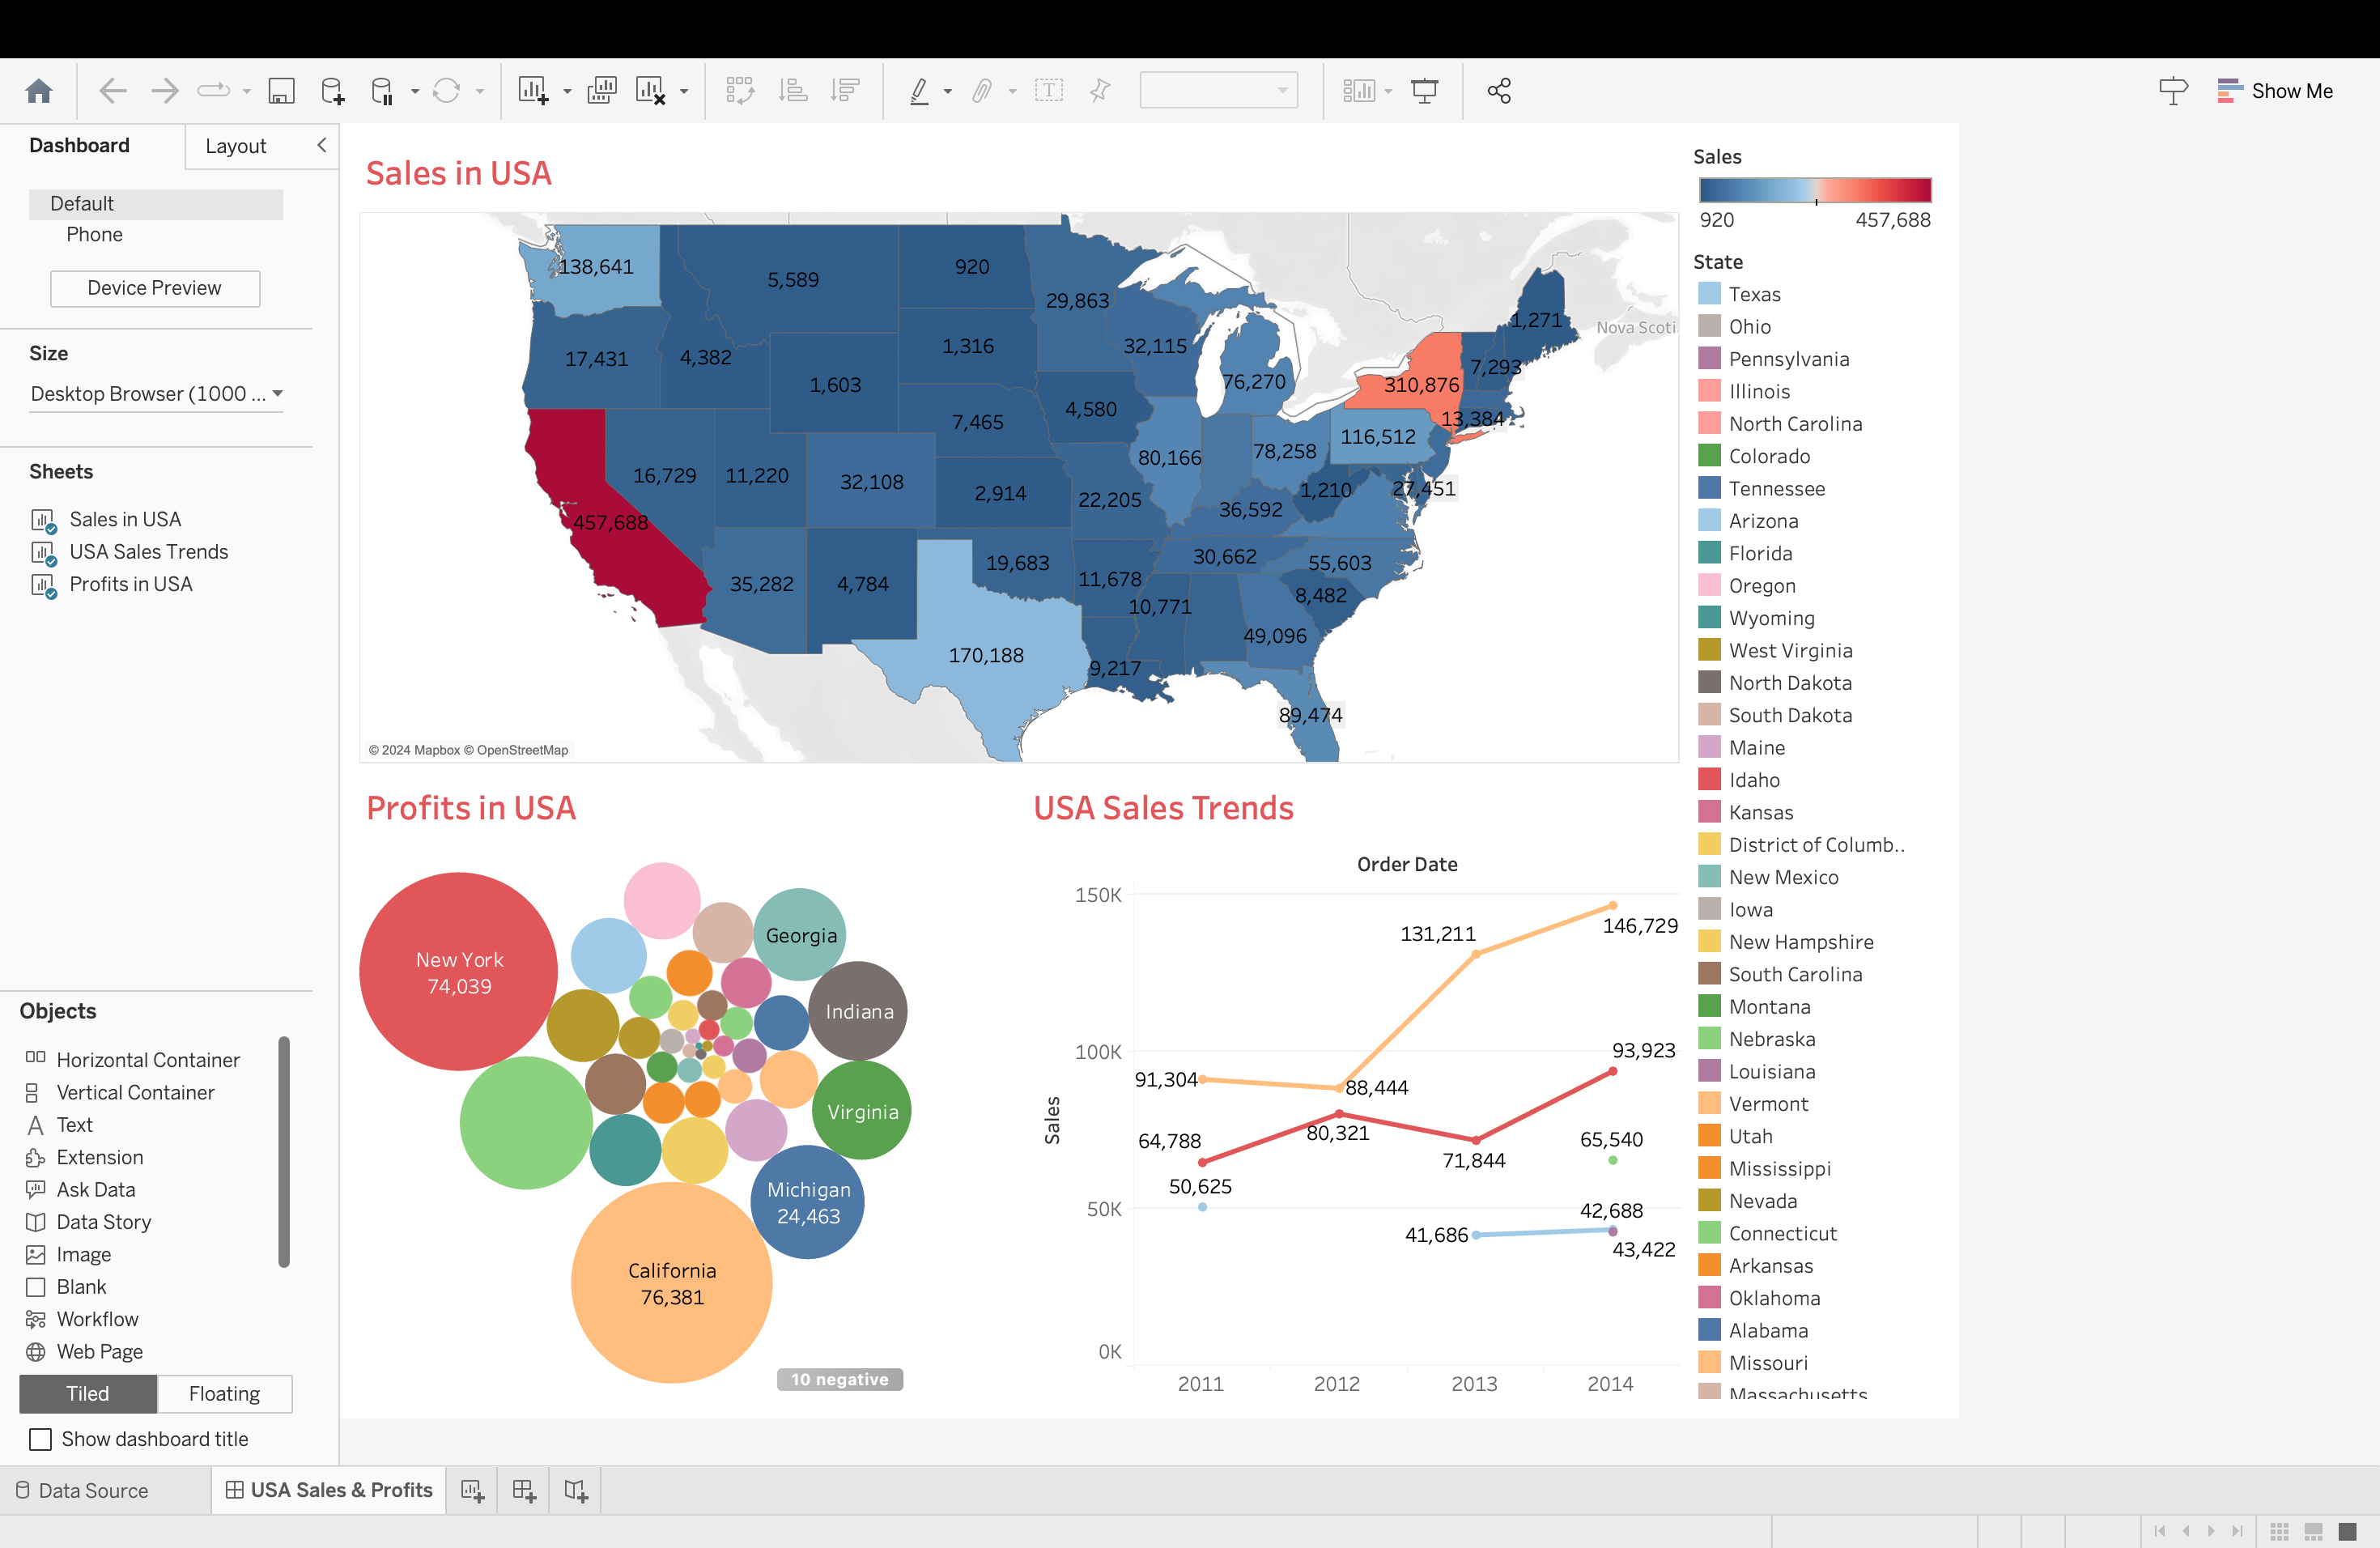 Show Me
Dashboard
Layout
Default
Phone
Device Preview
Size
Desktop Browser (1000 ...
Sheets
Sales in USA
USA Sales Trends
Profits in USA
Objects
Horizontal Container
Vertical Container
Text
Extension
Ask Data
Data Story
Image
Blank
Workflow
Web Page
Tiled
Floating
Show dashboard title
Sales in USA
138,641
5,589
920
29,863
1,271
Nova Scoti
17,431
4,382
1,316
32,115
7,293
1,603
76,270
310,876
4,580
7,465
13,384
116,512
80,166
78,258
16,729
11,220
32,108
2,914
22,205
1,210
27,451
457,688
36,592
19,683
30,662
55,603
35,282
4,784
11,678
10,771
8,482
49,096
170,188
9,217
89,474
© 2024 Mapbox © OpenStreetMap
Profits in USA
New York
74,039
Georgia
Indiana
Virginia
Michigan
24,463
California
76,381
10 negative
USA Sales Trends
Order Date
Sales
150K
100K
50K
0K
2011
2012
2013
2014
91,304
88,444
131,211
146,729
64,788
80,321
71,844
93,923
50,625
65,540
41,686
42,688
43,422
Sales
920
457,688
State
Texas
Ohio
Pennsylvania
Illinois
North Carolina
Colorado
Tennessee
Arizona
Florida
Oregon
Wyoming
West Virginia
North Dakota
South Dakota
Maine
Idaho
Kansas
District of Columb..
New Mexico
Iowa
New Hampshire
South Carolina
Montana
Nebraska
Louisiana
Vermont
Utah
Mississippi
Nevada
Connecticut
Arkansas
Oklahoma
Alabama
Missouri
Massachusetts
Data Source
USA Sales & Profits